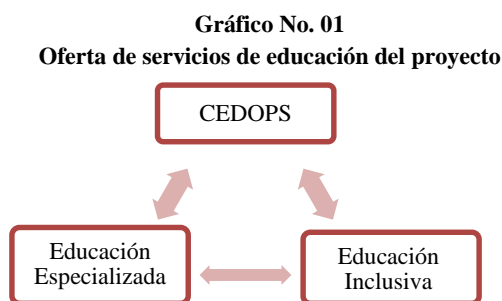 Gráfico No. 01
Oferta de servicios de educación del proyecto
CEDOPS
Educación
Especializada
Educación
Inclusiva